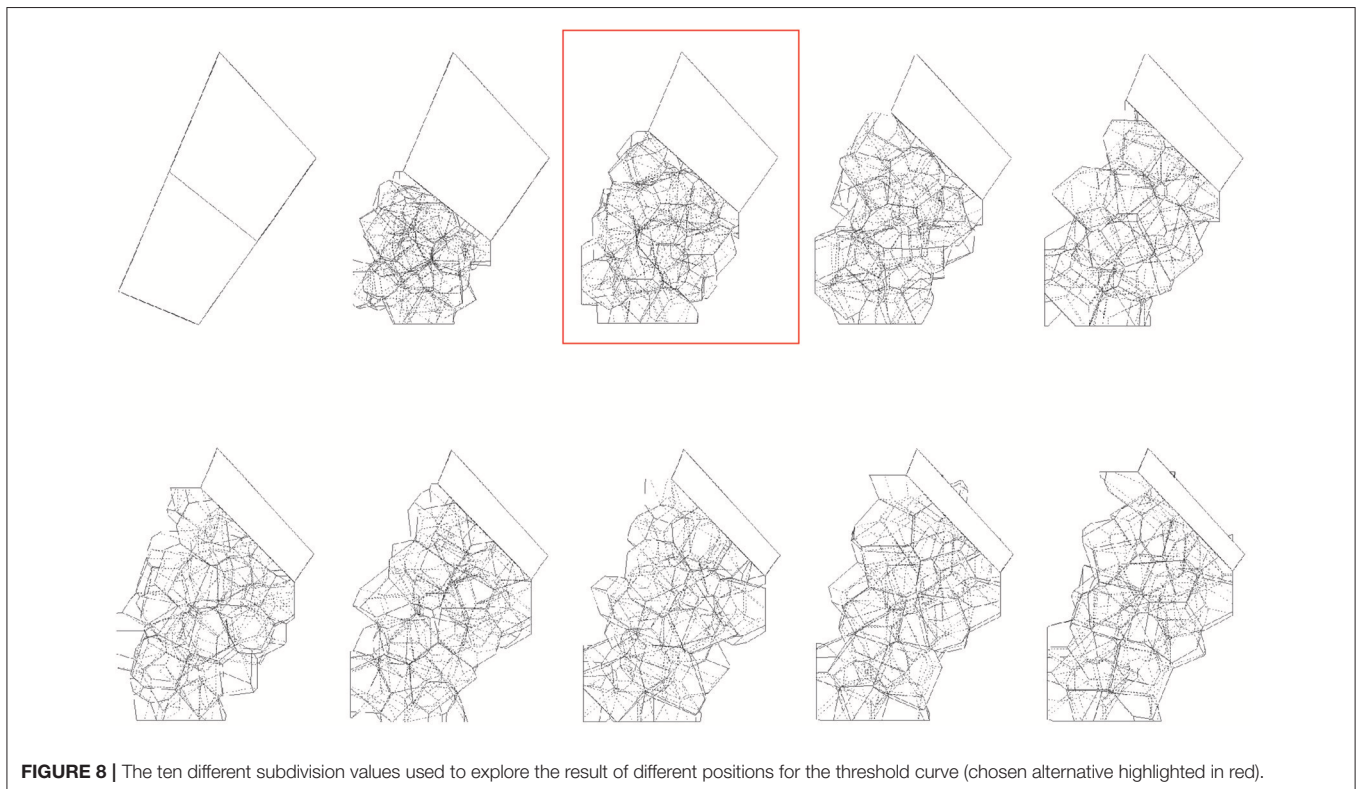 FIGURE 8 | The ten different subdivision values used to explore the result of different positions for the threshold curve (chosen alternative highlighted in red).